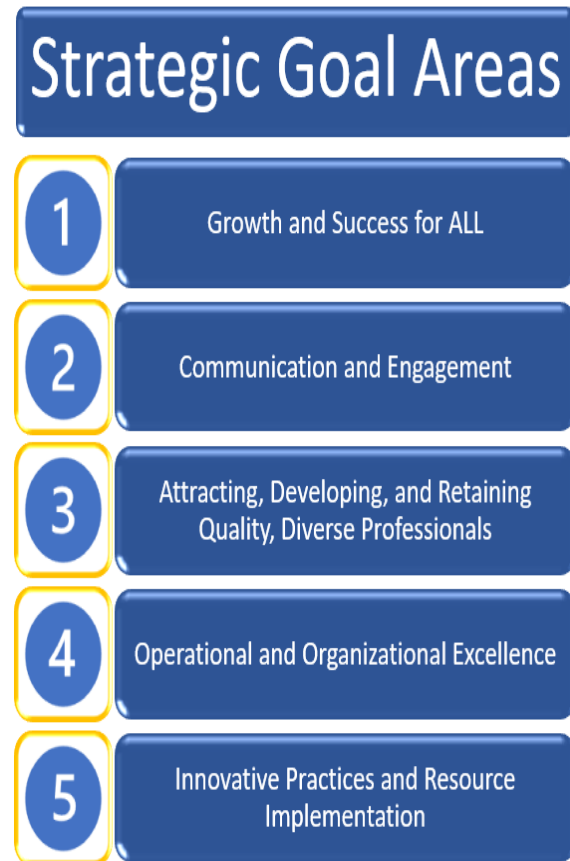 Strategic Goal Areas
1
Growth and Success for ALL
2
Communication and Engagement
3
Attracting, Developing, and Retaining
Quality, Diverse Professionals
4
Operational and Organizational Excellence
5
Innovative Practices and Resource
Implementation